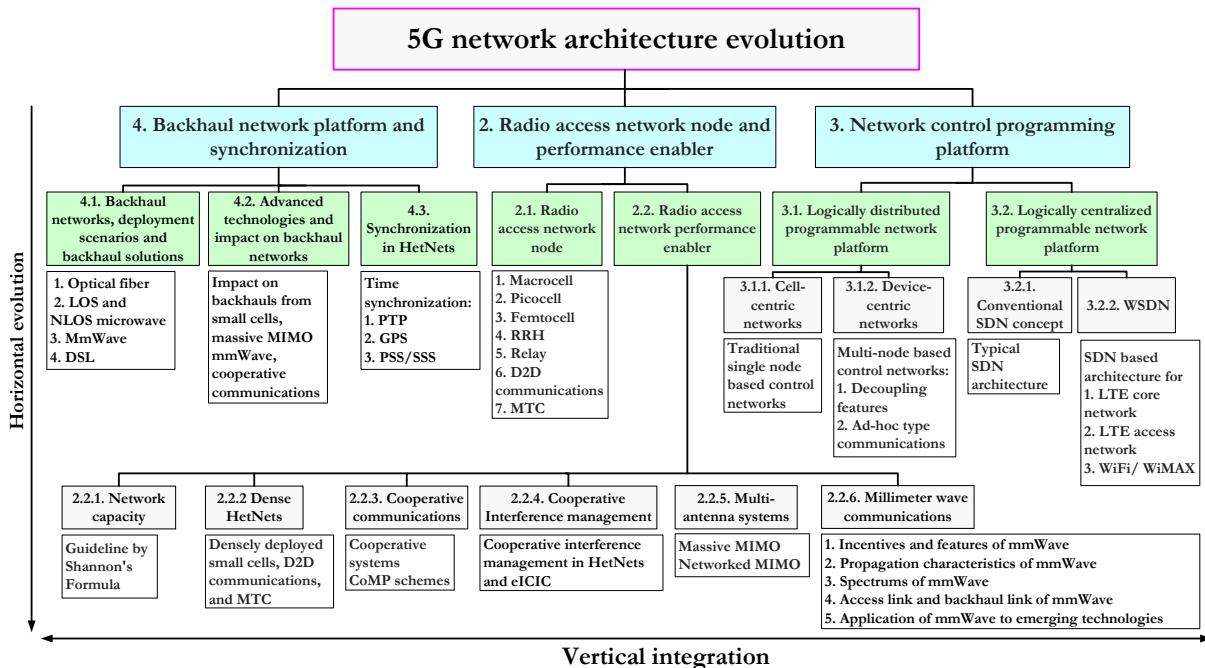 5G network architecture evolution
4. Backhaul network platform and
synchronization
2. Radio access network node and
performance enabler
3. Network control programming
platform
4.1. Backhaul
networks, deployment
scenarios and
backhaul solutions
4.2. Advanced
technologies and
impact on backhaul
networks
4.3.
Synchronization
in HetNets
2.1. Radio
access network
node
2.2. Radio access
network performance
enabler
3.1. Logically distributed
programmable network
platform
3.2. Logically centralized
programmable network
platform
1. Optical fiber
2. LOS and
NLOS microwave
3. MmWave
4. DSL
Impact on
backhauls from
small cells,
massive MIMO
mmWave,
cooperative
communications
Time
synchronization:
1. PTP
2. GPS
3. PSS/SSS
1. Macrocell
2. Picocell
3. Femtocell
4. RRH
5. Relay
6. D2D
communications
7. MTC
3.1.1. Cell-
centric
networks
3.1.2. Device-
centric
networks
3.2.1.
Conventional
SDN concept
3.2.2. WSDN
Traditional
single node
based control
networks
Multi-node based
control networks:
1. Decoupling
features
2. Ad-hoc type
communications
Typical
SDN
architecture
SDN based
architecture for
1. LTE core
network
2. LTE access
network
3. WiFi/ WiMAX
2.2.1. Network
capacity
2.2.2 Dense
HetNets
2.2.3. Cooperative
communications
2.2.4. Cooperative
Interference management
2.2.5. Multi-
antenna systems
2.2.6. Millimeter wave
communications
Guideline by
Shannon's
Formula
Densely deployed
small cells, D2D
communications,
and MTC
Cooperative
systems
CoMP schemes
Cooperative interference
management in HetNets
and eICIC
Massive MIMO
Networked MIMO
1. Incentives and features of mmWave
2. Propagation characteristics of mmWave
3. Spectrums of mmWave
4. Access link and backhaul link of mmWave
5. Application of mmWave to emerging technologies
Horizontal evolution
Vertical integration